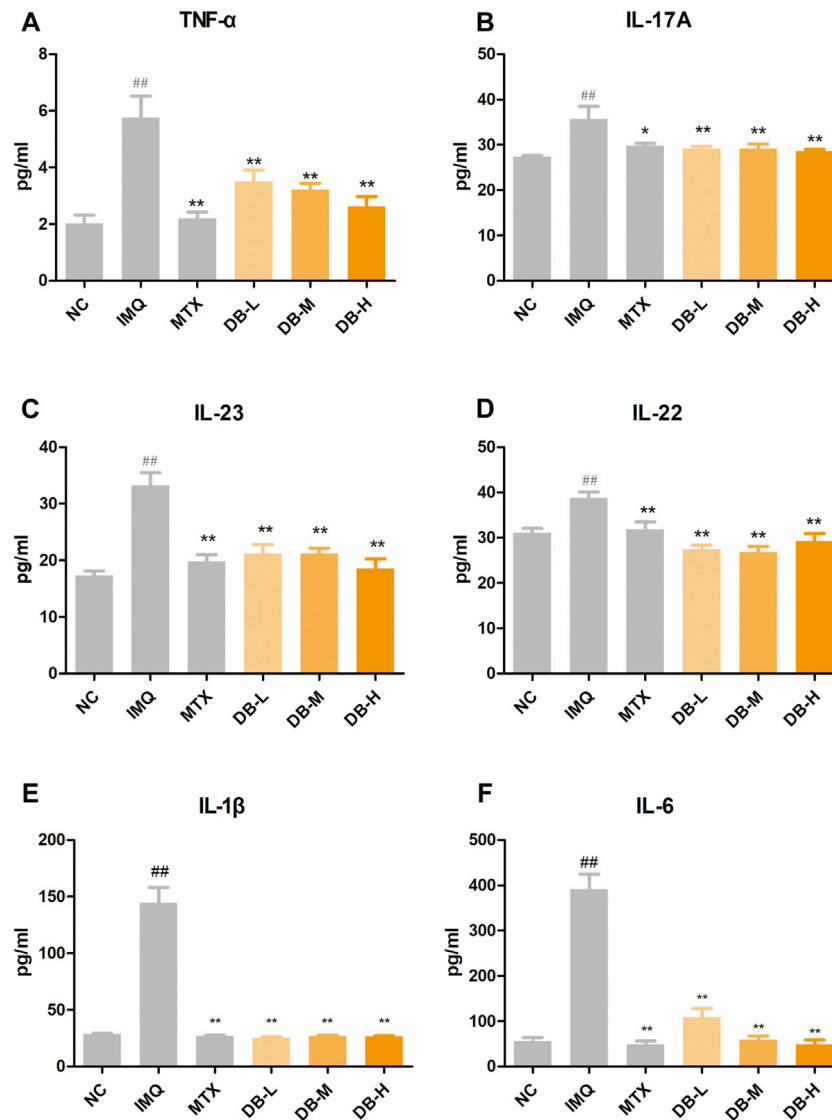 A
TNF-α
pg/ml
8
6
4
2
0
##
**
**
**
**
NC
IMQ
MTX
DB-L
DB-M
DB-H
B
IL-17A
pg/ml
50
40
30
20
10
0
##
*
**
**
**
NC
IMQ
MTX
DB-L
DB-M
DB-H
C
IL-23
pg/ml
40
30
20
10
0
##
**
**
**
**
NC
IMQ
MTX
DB-L
DB-M
DB-H
D
IL-22
pg/ml
50
40
30
20
10
0
##
**
**
**
**
NC
IMQ
MTX
DB-L
DB-M
DB-H
E
IL-1β
pg/ml
200
150
100
50
0
##
**
**
**
**
NC
IMQ
MTX
DB-L
DB-M
DB-H
F
IL-6
pg/ml
500
400
300
200
100
0
##
**
**
**
**
NC
IMQ
MTX
DB-L
DB-M
DB-H